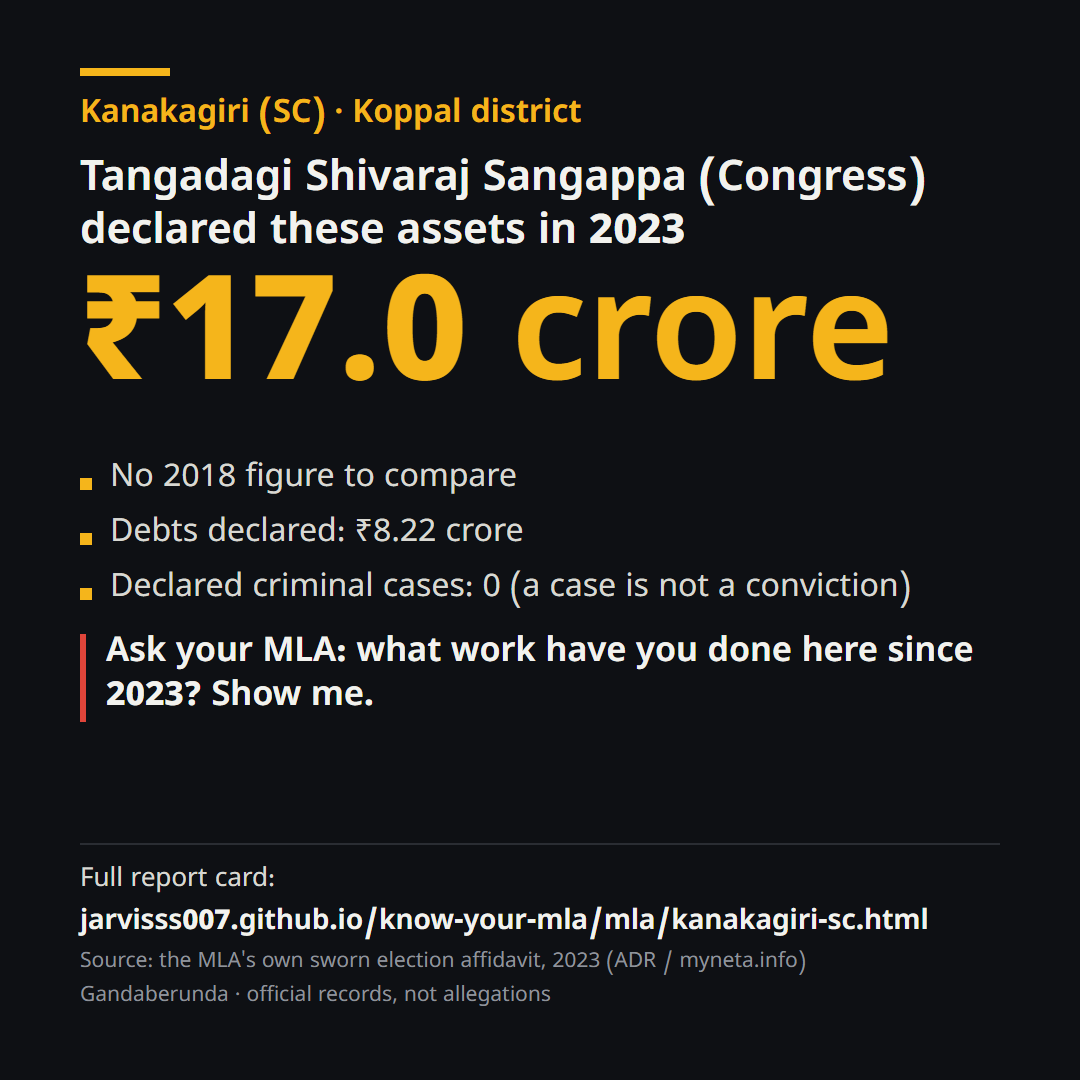 Kanakagiri (SC) · Koppal district
Tangadagi Shivaraj Sangappa (Congress)
declared these assets in 2023
₹17.0 crore
No 2018 figure to compare
Debts declared: ₹8.22 crore
Declared criminal cases: 0 (a case is not a conviction)
Ask your MLA: what work have you done here since
2023? Show me.
Full report card:
jarvisss007.github.io/know-your-mla/mla/kanakagiri-sc.html
Source: the MLA's own sworn election affidavit, 2023 (ADR / myneta.info)
Gandaberunda · official records, not allegations